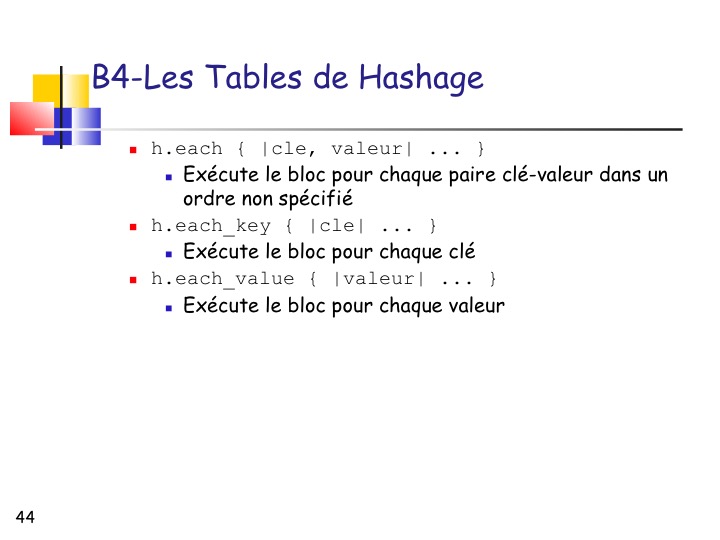 B4-Les Tables de Hashage
h.each { |cle, valeur| ... }
Exécute le bloc pour chaque paire clé-valeur dans un
ordre non spécifié
h.each_key { |cle| ... }
Exécute le bloc pour chaque clé
h.each_value { |valeur| ... }
Exécute le bloc pour chaque valeur
44